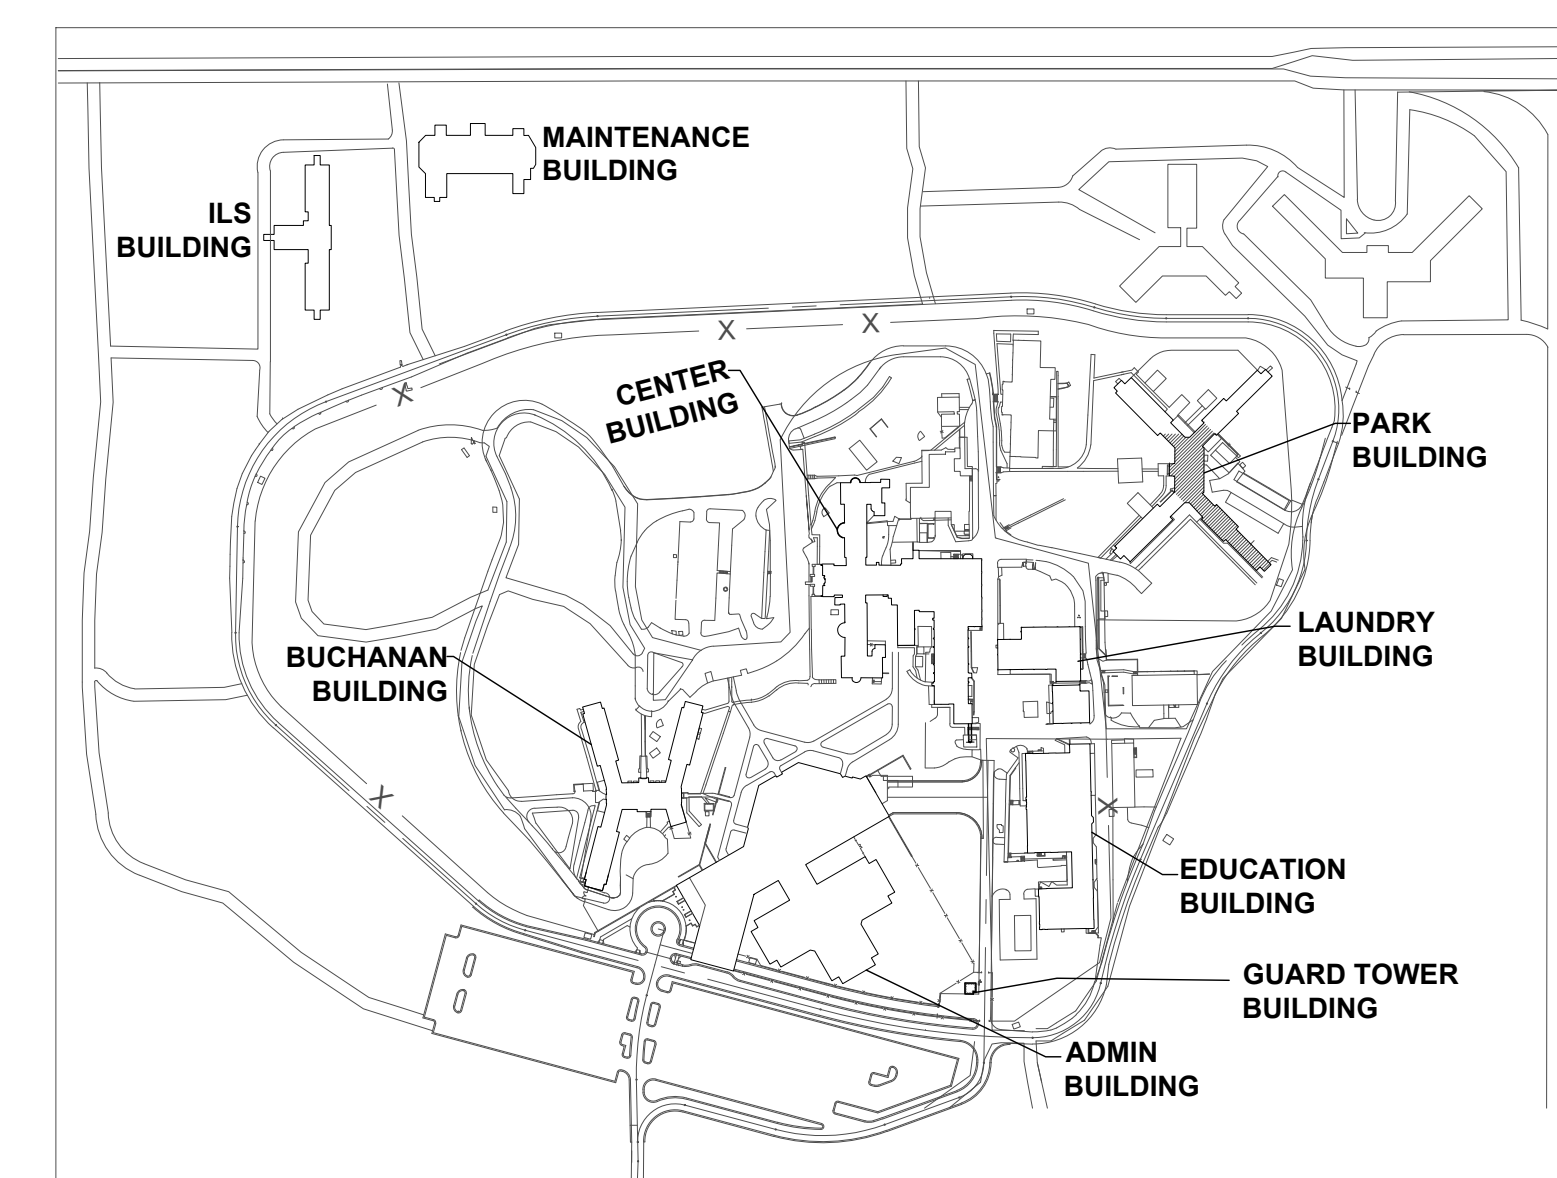 MAINTENANCE
BUILDING
ILS
BUILDING
X
X
X
CENTER
BUILDING
PARK
BUILDING
LAUNDRY
BUILDING
BUCHANAN
BUILDING
X
X
EDUCATION
BUILDING
GUARD TOWER
BUILDING
ADMIN
BUILDING